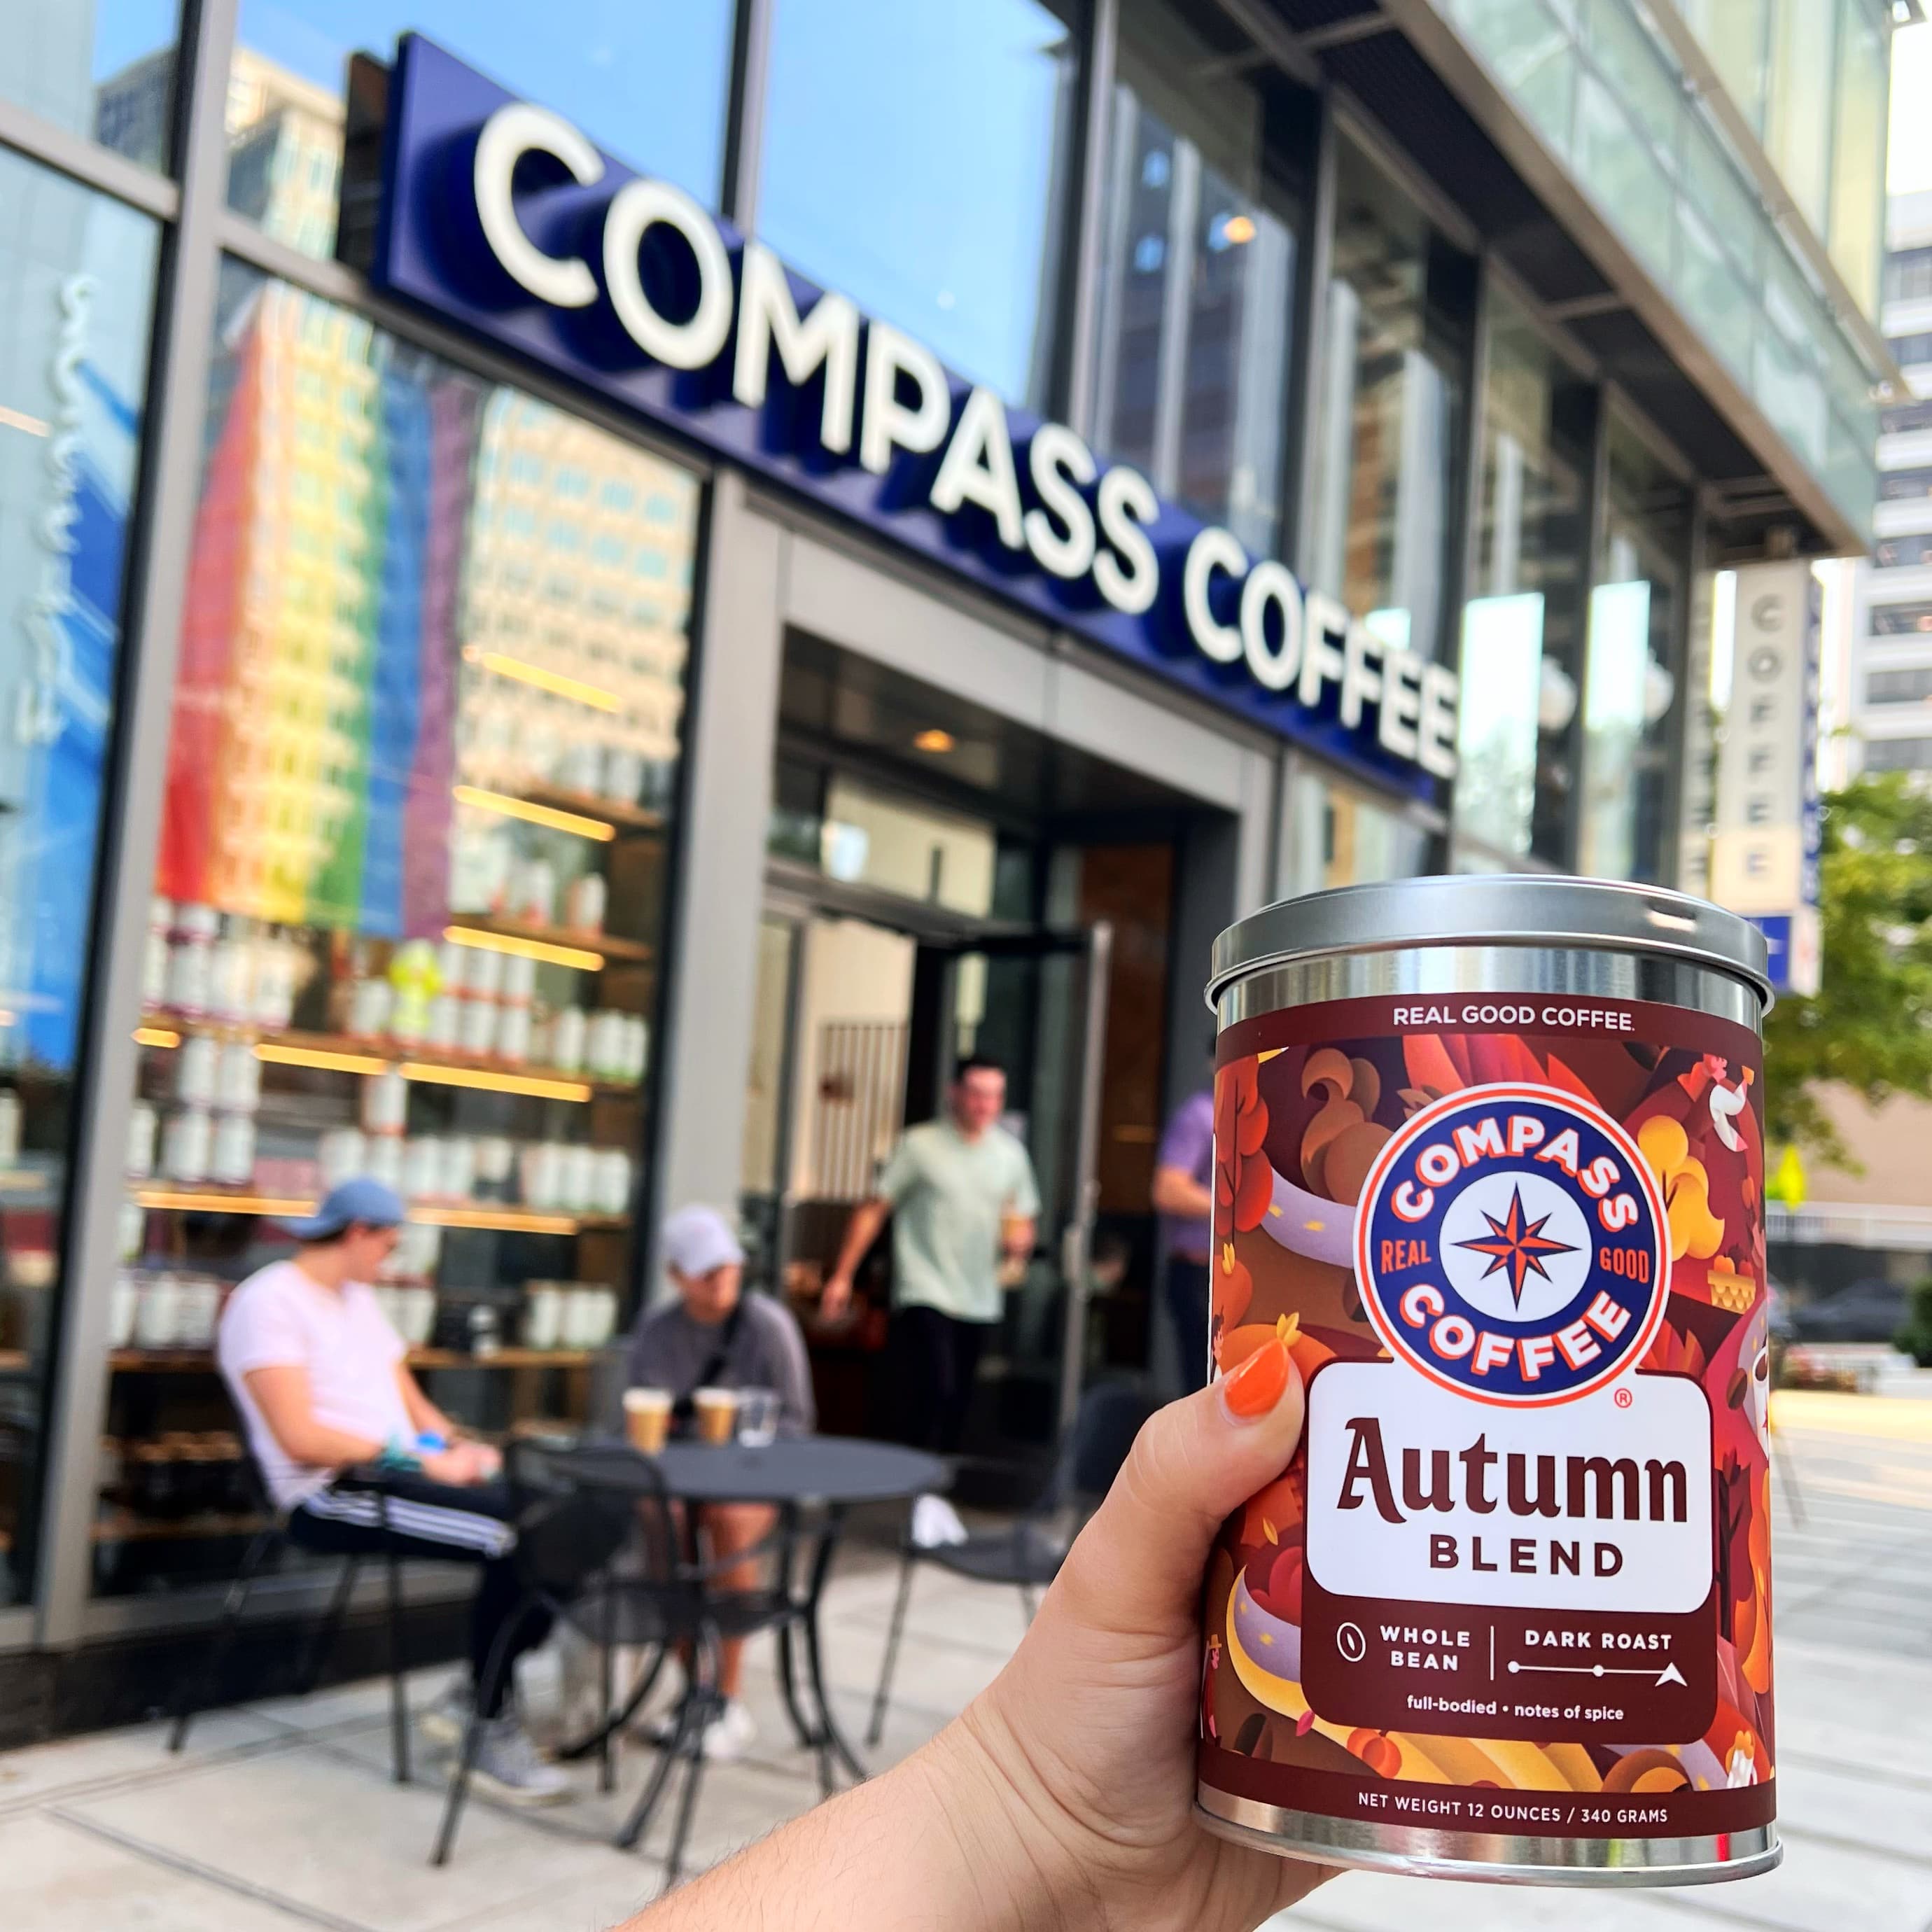 COMPASS COFFEE
COFFEE
REAL GOOD COFFEE.
COMPASS
REAL GOOD
COFFEE
®
Autumn
BLEND
WHOLE
BEAN
DARK ROAST
full-bodied • notes of spice
NET WEIGHT 12 OUNCES / 340 GRAMS